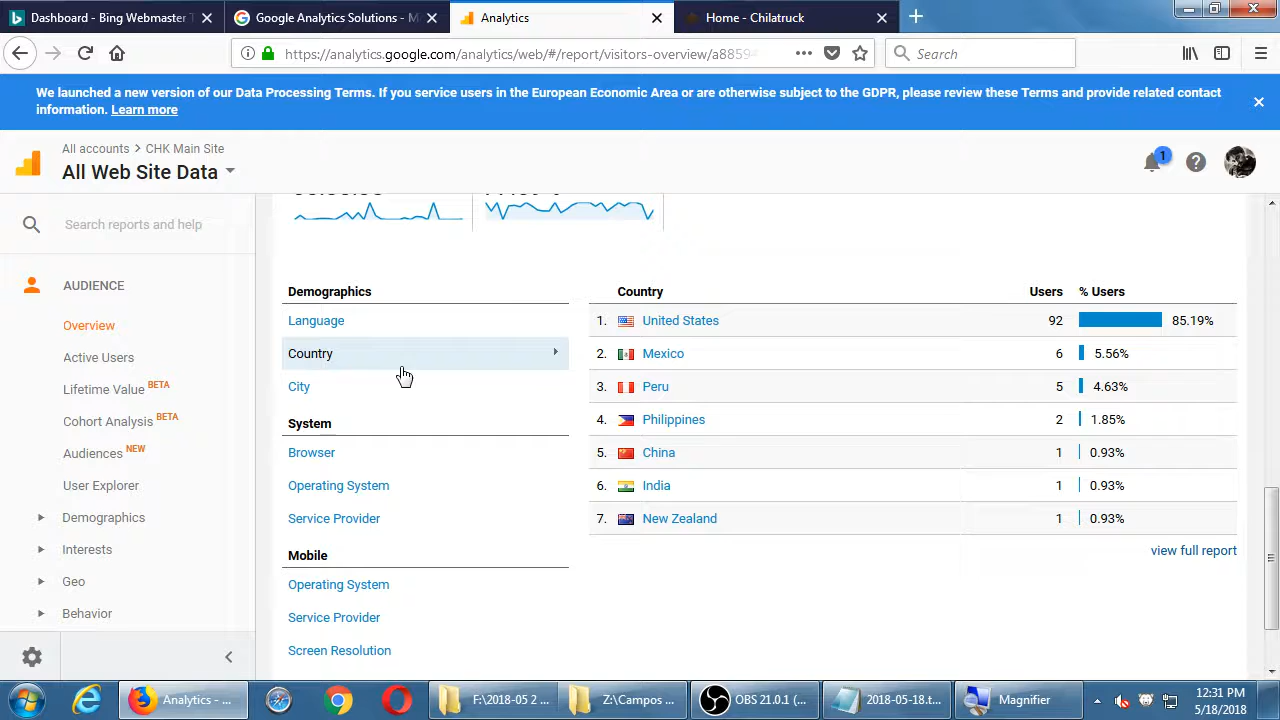 Dashboard - Bing Webmaster T
Google Analytics Solutions - M
Analytics
Home - Chilatruck
https://analytics.google.com/analytics/web/#/report/visitors-overview/a8859
Search
We launched a new version of our Data Processing Terms. If you service users in the European Economic Area or are otherwise subject to the GDPR, please review these Terms and provide related contact
information. Learn more
All accounts > CHK Main Site
All Web Site Data
1
Search reports and help
AUDIENCE
Overview
Active Users
Lifetime Value BETA
Cohort Analysis BETA
Audiences NEW
User Explorer
Demographics
Interests
Geo
Behavior
Demographics
Language
Country
City
System
Browser
Operating System
Service Provider
Mobile
Operating System
Service Provider
Screen Resolution
Country Users % Users
1. United States 92 85.19%
2. Mexico 6 5.56%
3. Peru 5 4.63%
4. Philippines 2 1.85%
5. China 1 0.93%
6. India 1 0.93%
7. New Zealand 1 0.93%
view full report
Analytics - ...
F:\2018-05 2 ...
Z:\Campos ...
OBS 21.0.1 (...
2018-05-18.t...
Magnifier
12:31 PM
5/18/2018